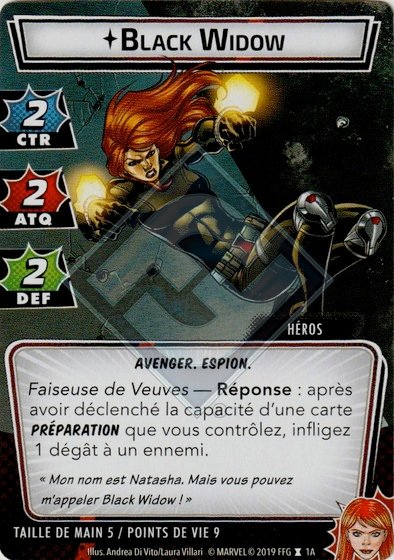 BLACK WIDOW
2
CTR
2
ATQ
2
DEF
HÉROS
AVENGER. ESPION.
Faiseuse de Veuves — Réponse : après
avoir déclenché la capacité d'une carte
PRÉPARATION que vous contrôlez, infligez
1 dégât à un ennemi.
« Mon nom est Natasha. Mais vous pouvez
m'appeler Black Widow ! »
TAILLE DE MAIN 5 / POINTS DE VIE 9
Illus. Andrea Di Vito/Laura Villari © MARVEL © 2019 FFG 1A